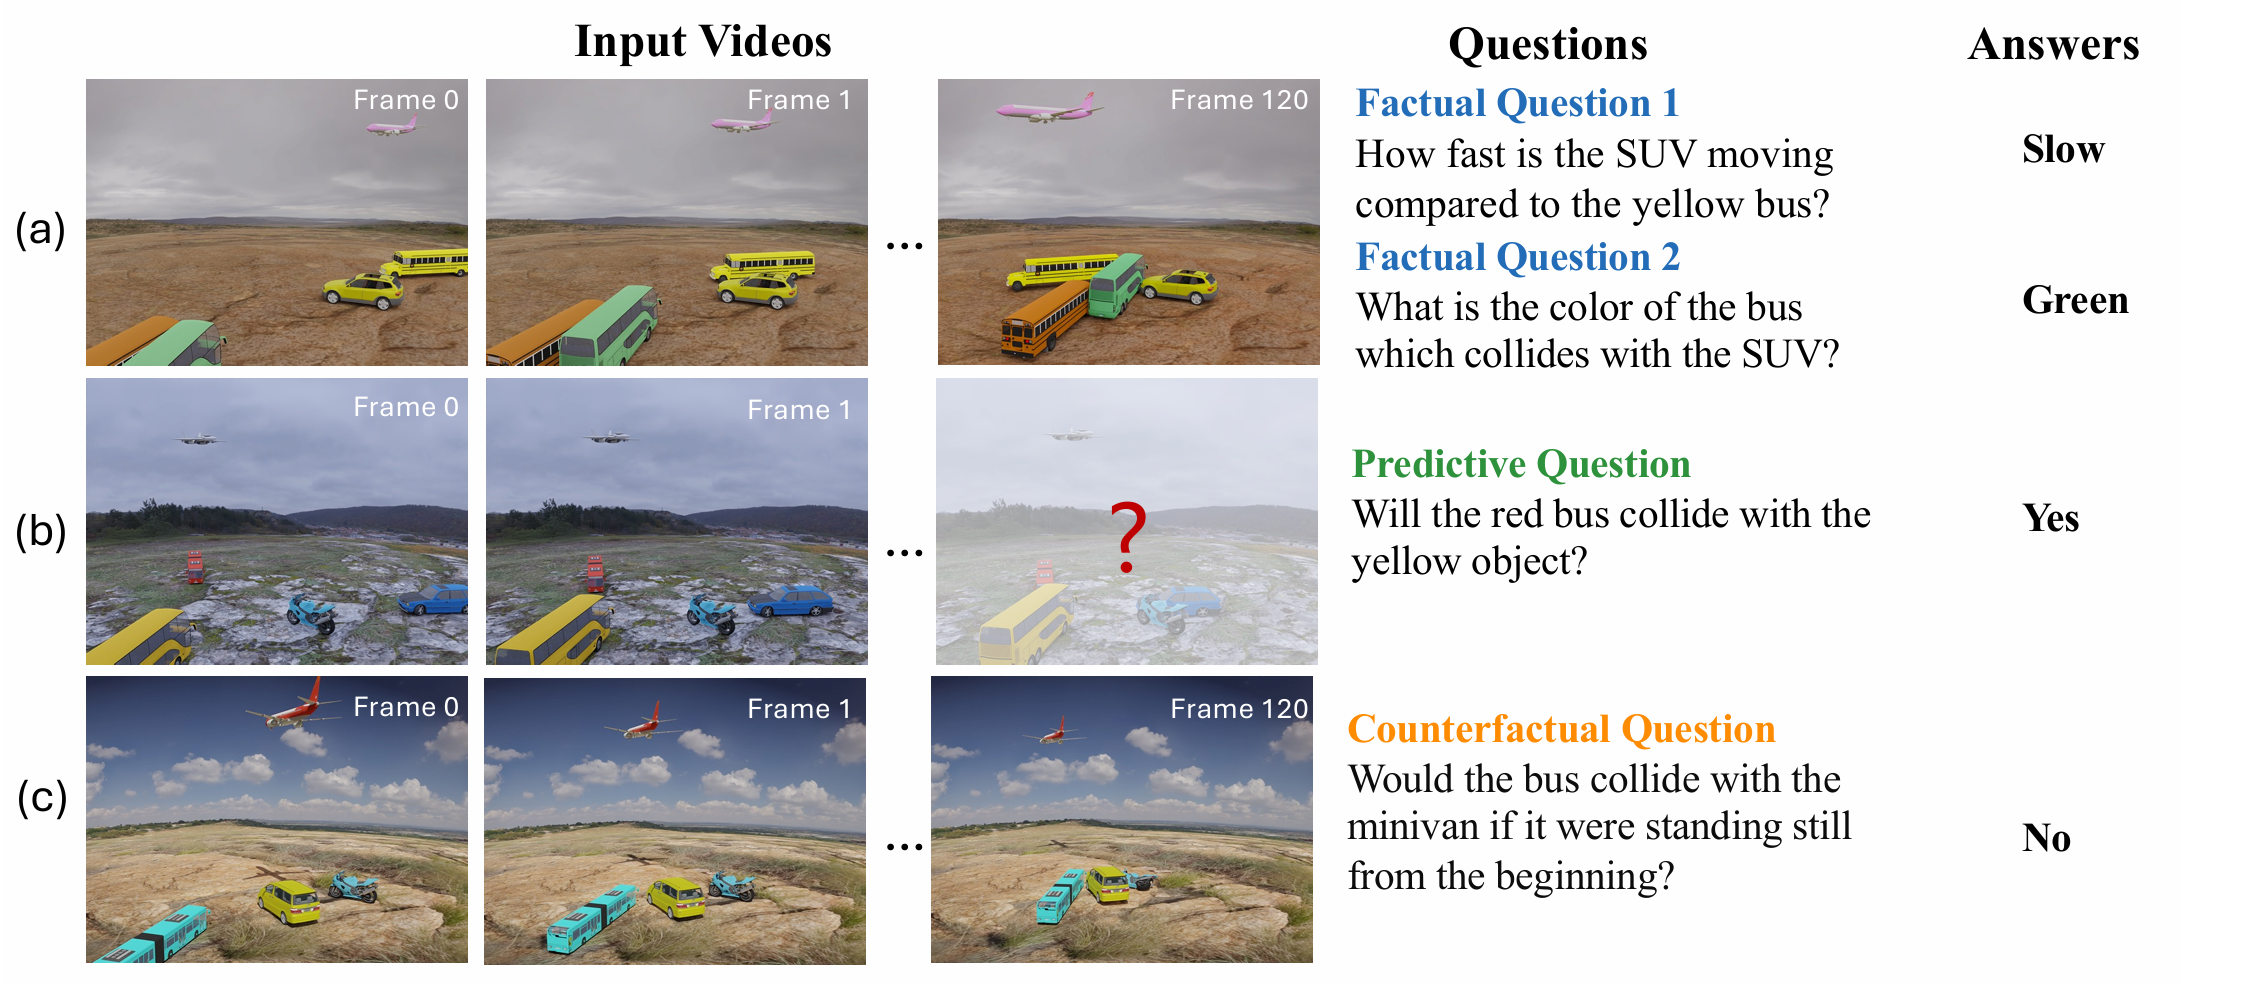 Input Videos
Questions
Answers
(a)
Frame 0
Frame 1
...
Frame 120
Factual Question 1
How fast is the SUV moving
compared to the yellow bus?
Slow
Factual Question 2
What is the color of the bus
which collides with the SUV?
Green
(b)
Frame 0
Frame 1
...
?
Predictive Question
Will the red bus collide with the
yellow object?
Yes
(c)
Frame 0
Frame 1
...
Frame 120
Counterfactual Question
Would the bus collide with the
minivan if it were standing still
from the beginning?
No